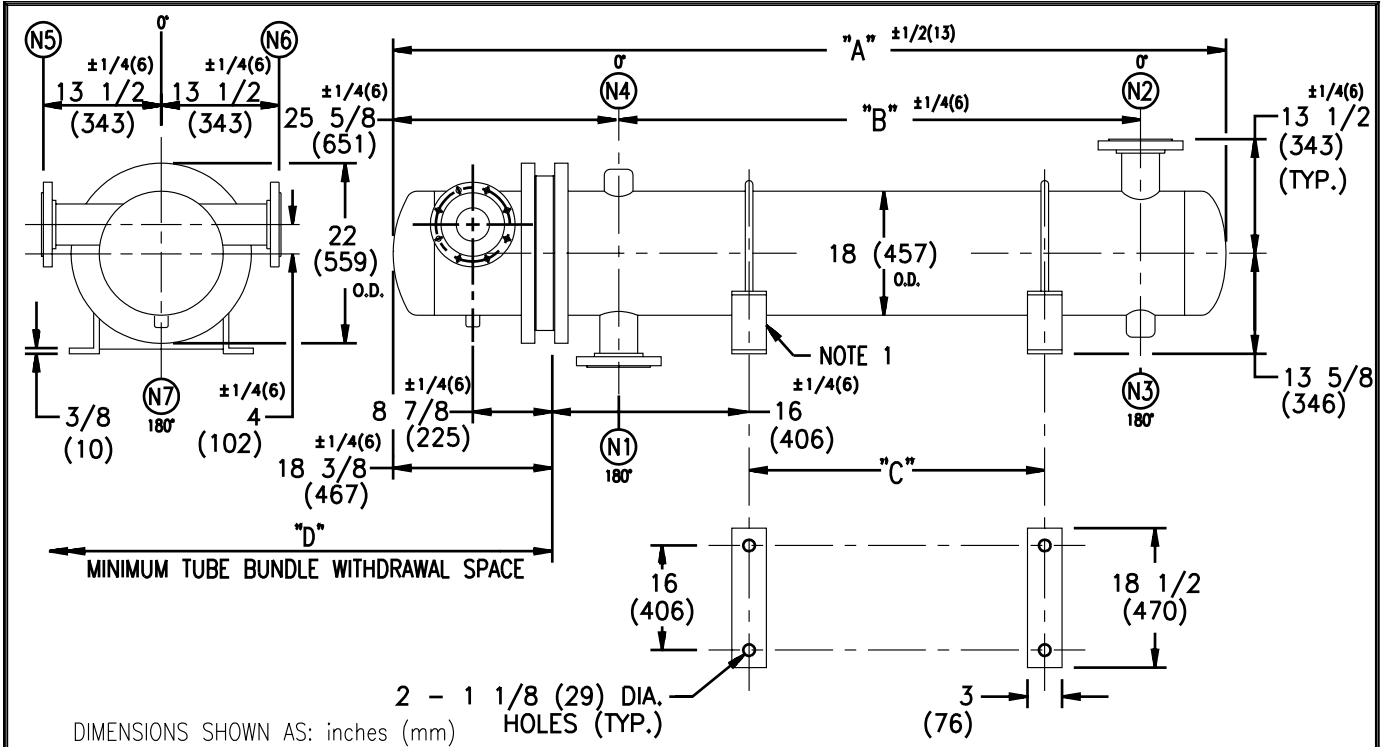 N5
0°
N6
±1/4(6)
±1/4(6)
13 1/2
(343)
13 1/2
(343)
"A" ±1/2(13)
±1/4(6)
25 5/8
(651)
0°
N4
"B" ±1/4(6)
0°
N2
±1/4(6)
13 1/2
(343)
(TYP.)
22
(559)
O.D.
18 (457)
O.D.
NOTE 1
3/8
(10)
N7
180°
±1/4(6)
4
(102)
±1/4(6)
8 7/8
(225)
±1/4(6)
16
(406)
N1
180°
N3
180°
13 5/8
(346)
±1/4(6)
18 3/8
(467)
"C"
"D"
MINIMUM TUBE BUNDLE WITHDRAWAL SPACE
16
(406)
18 1/2
(470)
2 - 1 1/8 (29) DIA.
HOLES (TYP.)
3
(76)
DIMENSIONS SHOWN AS: inches (mm)